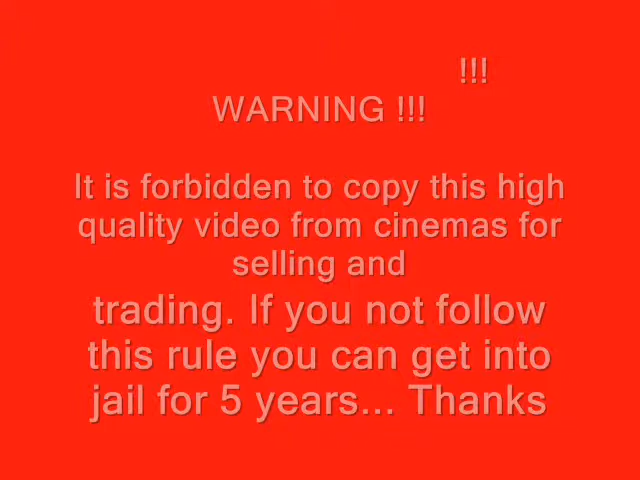 !!!
WARNING !!!
It is forbidden to copy this high
quality video from cinemas for
selling and
trading. If you not follow
this rule you can get into
jail for 5 years... Thanks